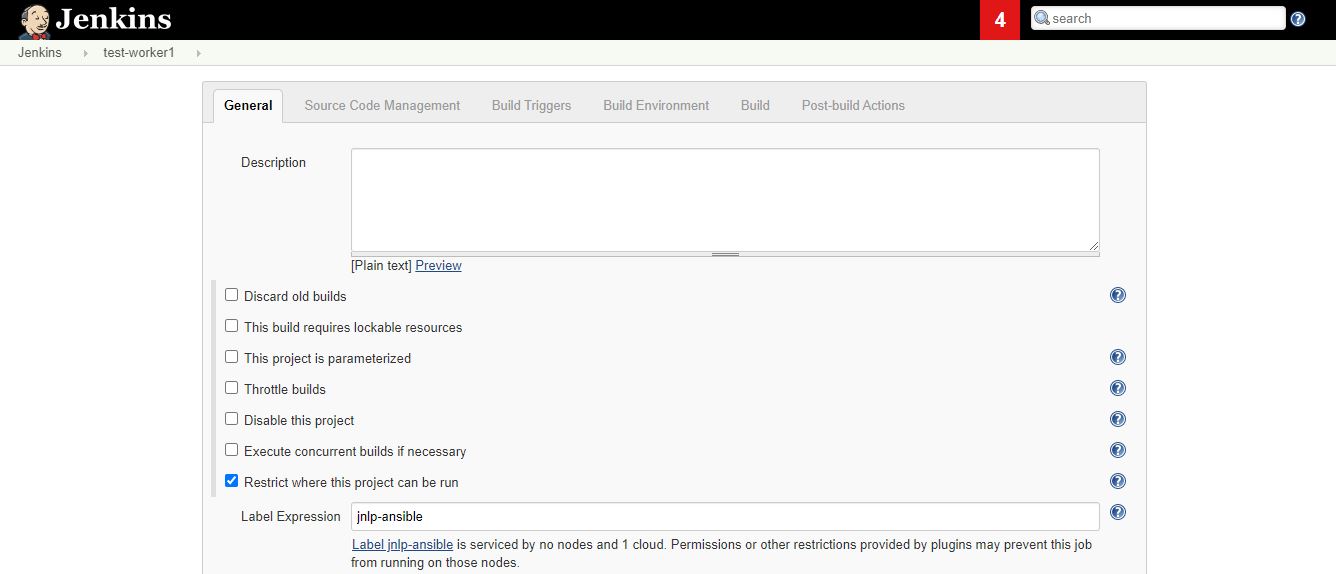 Jenkins
4
search
Jenkins
test-worker1
General
Source Code Management
Build Triggers
Build Environment
Build
Post-build Actions
Description
[Plain text] Preview
Discard old builds
This build requires lockable resources
This project is parameterized
Throttle builds
Disable this project
Execute concurrent builds if necessary
Restrict where this project can be run
Label Expression
jnlp-ansible
Label jnlp-ansible is serviced by no nodes and 1 cloud. Permissions or other restrictions provided by plugins may prevent this job
from running on those nodes.